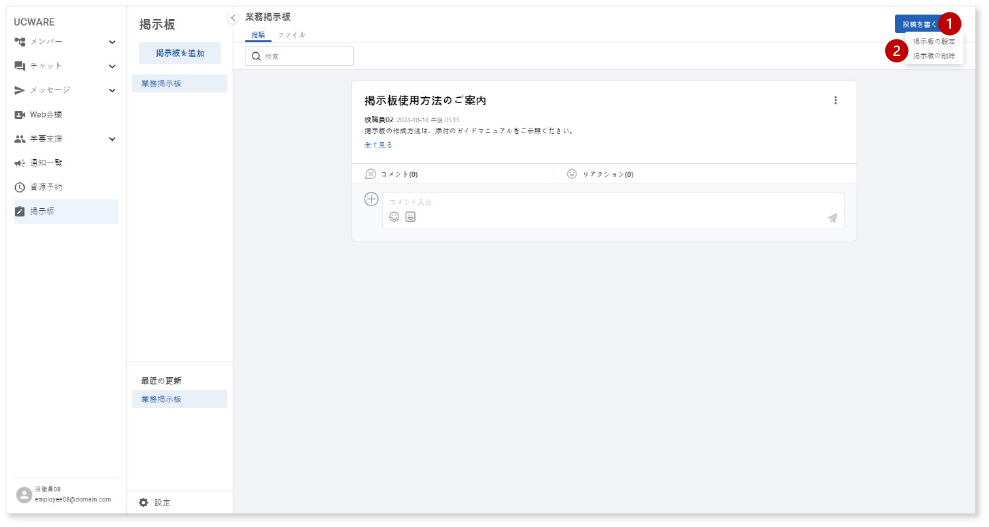 UCWARE
メンバー
チャット
メッセージ
Web会議
学事支援
通知一覧
資源予約
掲示板
役職員08
employee08@domain.com
掲示板
掲示板を追加
業務掲示板
最近の更新
業務掲示板
設定
業務掲示板
投稿 ファイル
検索
投稿を書く
1
掲示板の設定
2
掲示板の削除
掲示板使用方法のご案内
役職員02 2024-10-14 午後 05:15
掲示板の作成方法は、添付のガイドマニュアルをご参照ください。
全て見る
コメント(0)
リアクション(0)
コメント入力